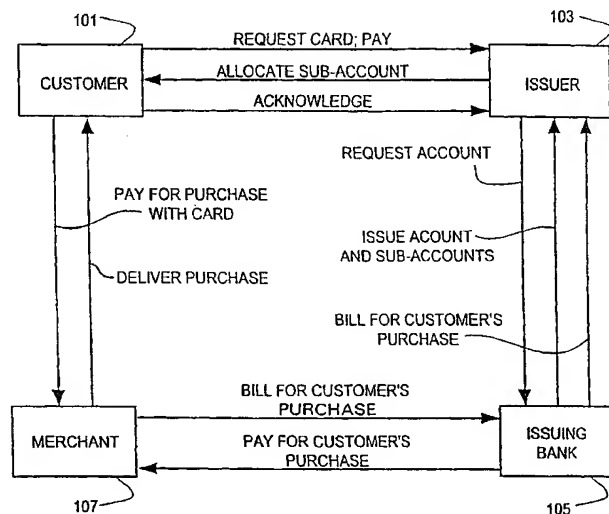 101
103
CUSTOMER
REQUEST CARD; PAY
ALLOCATE SUB-ACCOUNT
ACKNOWLEDGE
ISSUER
REQUEST ACCOUNT
PAY FOR PURCHASE
WITH CARD
DELIVER PURCHASE
ISSUE ACOUNT
AND SUB-ACCOUNTS
BILL FOR CUSTOMER'S
PURCHASE
MERCHANT
BILL FOR CUSTOMER'S
PURCHASE
PAY FOR CUSTOMER'S
PURCHASE
ISSUING
BANK
107
105